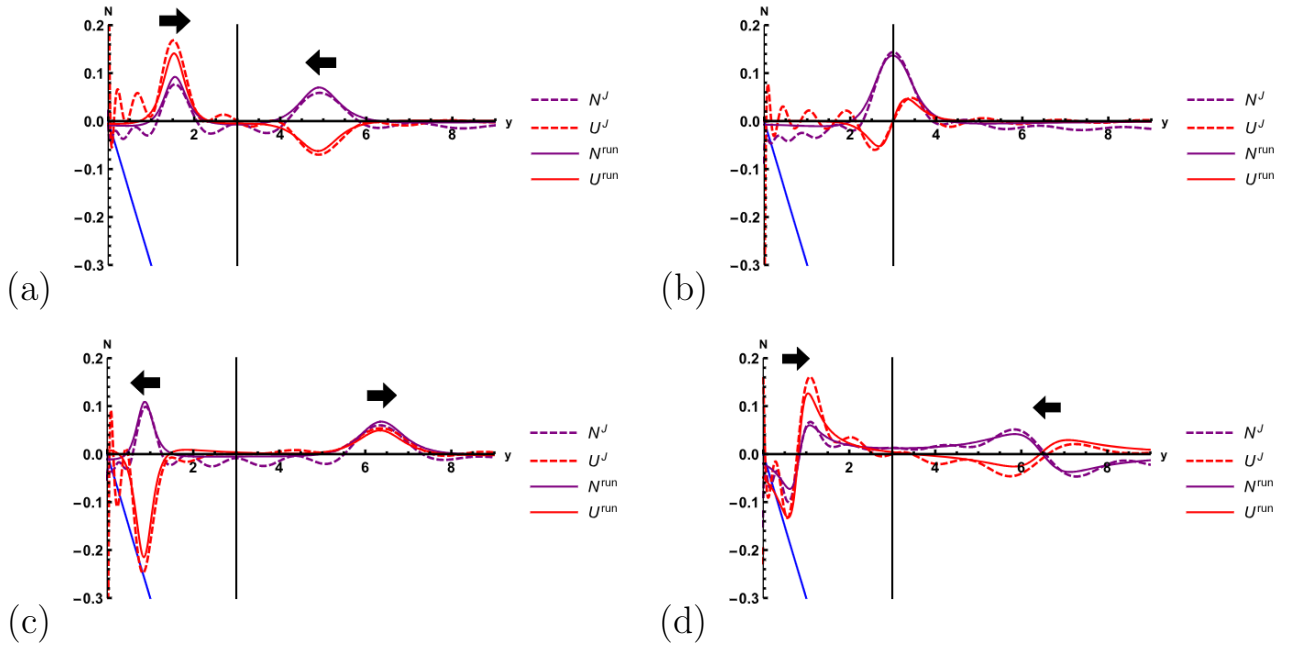 N
0.2
0.1
0.0
-0.1
-0.2
-0.3
2
4
6
8
y
N^J
U^J
N^run
U^run
(a)
N
0.2
0.1
0.0
-0.1
-0.2
-0.3
2
4
6
8
y
N^J
U^J
N^run
U^run
(b)
N
0.2
0.1
0.0
-0.1
-0.2
-0.3
2
4
6
8
y
N^J
U^J
N^run
U^run
(c)
N
0.2
0.1
0.0
-0.1
-0.2
-0.3
2
4
6
8
y
N^J
U^J
N^run
U^run
(d)